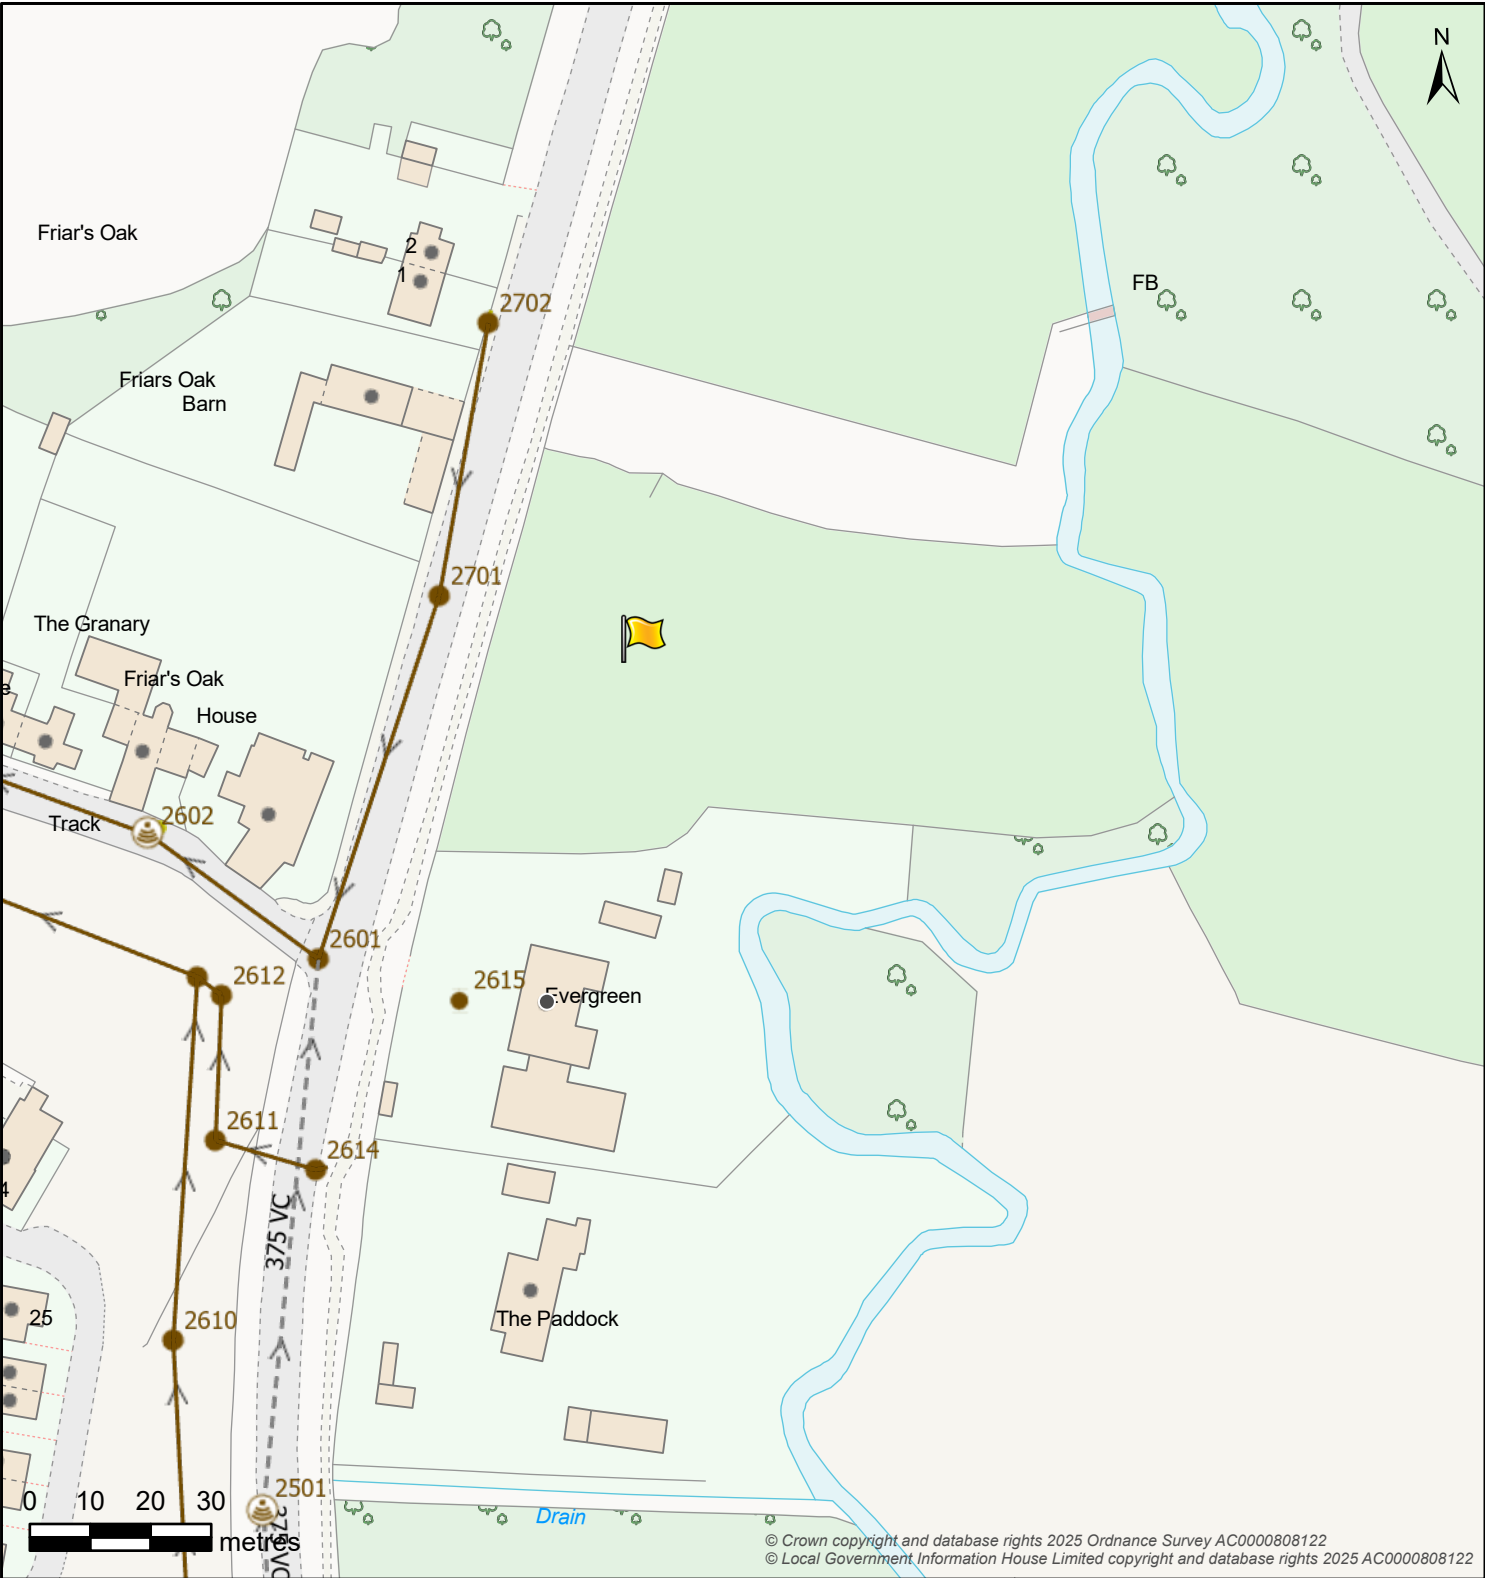 N
Friar's Oak
2
1
FB
2702
Friars Oak
Barn
2701
The Granary
Friar's Oak
House
e
2602
Track
2601
2612
2615
Evergreen
2611
2614
4
375 VC
25
2610
The Paddock
2501
0 10 20 30
metres
Drain
© Crown copyright and database rights 2025 Ordnance Survey AC0000808122
© Local Government Information House Limited copyright and database rights 2025 AC0000808122